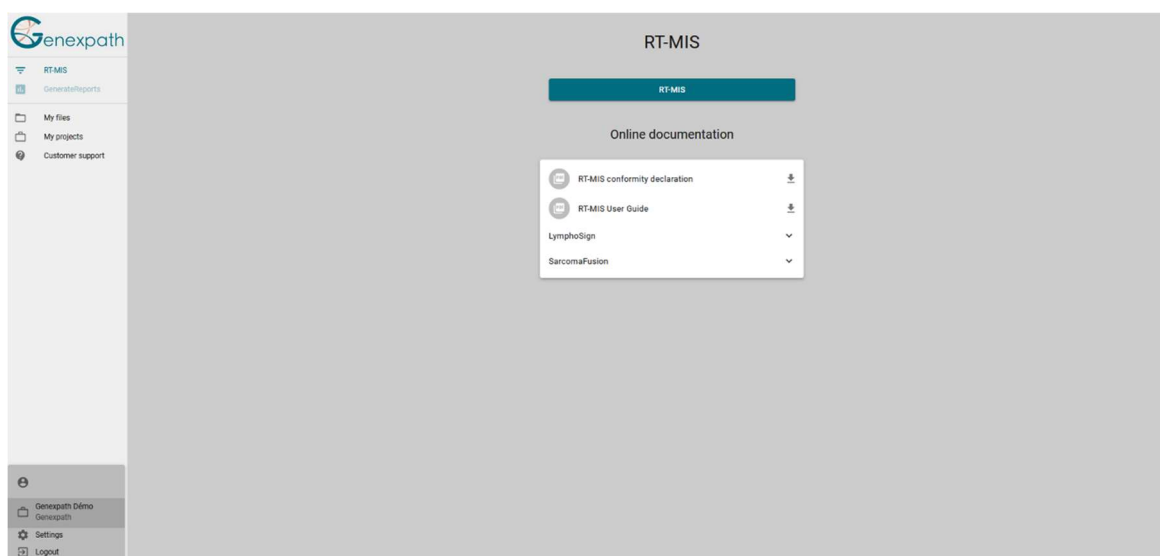 Genexpath
RT-MIS
GenerateReports
My files
My projects
Customer support
Genexpath Démo
Genexpath
Settings
Logout
RT-MIS
RT-MIS
Online documentation
RT-MIS conformity declaration
RT-MIS User Guide
LymphoSign
SarcomaFusion